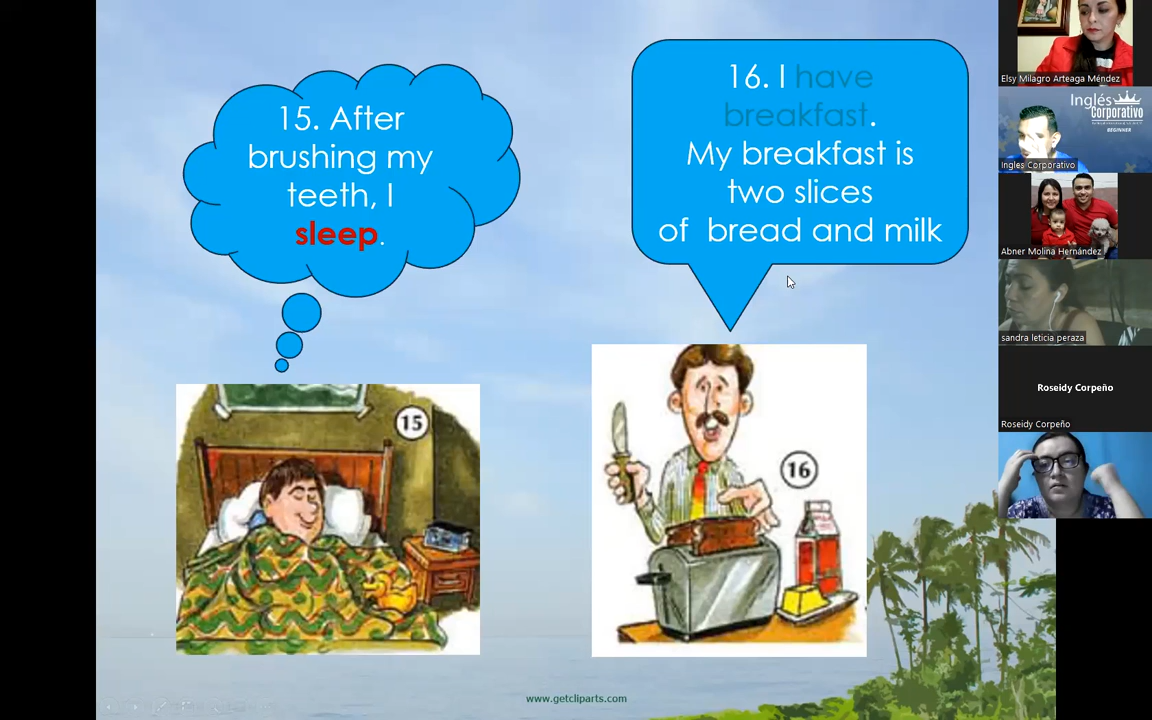 15. After
brushing my
teeth, I
sleep.
16. I have
breakfast.
My breakfast is
two slices
of  bread and milk
15
16
www.getcliparts.com
Elsy Milagro Arteaga Méndez
Inglés
Corporativo
BEGINNER
Ingles Corporativo
Abner Molina Hernández
sandra leticia peraza
Roseidy Corpeño
Roseidy Corpeño